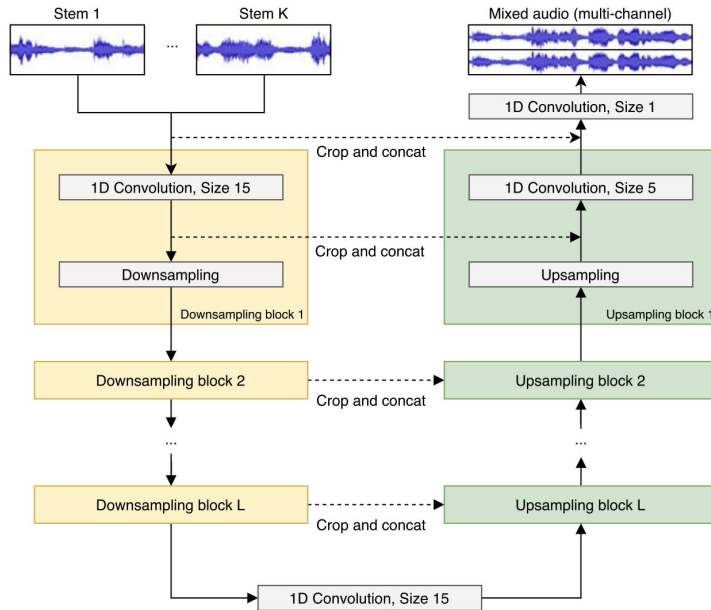 Stem 1
...
Stem K
Mixed audio (multi-channel)
1D Convolution, Size 1
Crop and concat
1D Convolution, Size 15
1D Convolution, Size 5
Crop and concat
Downsampling
Upsampling
Downsampling block 1
Upsampling block 1
Downsampling block 2
Upsampling block 2
Crop and concat
...
...
Downsampling block L
Upsampling block L
Crop and concat
1D Convolution, Size 15